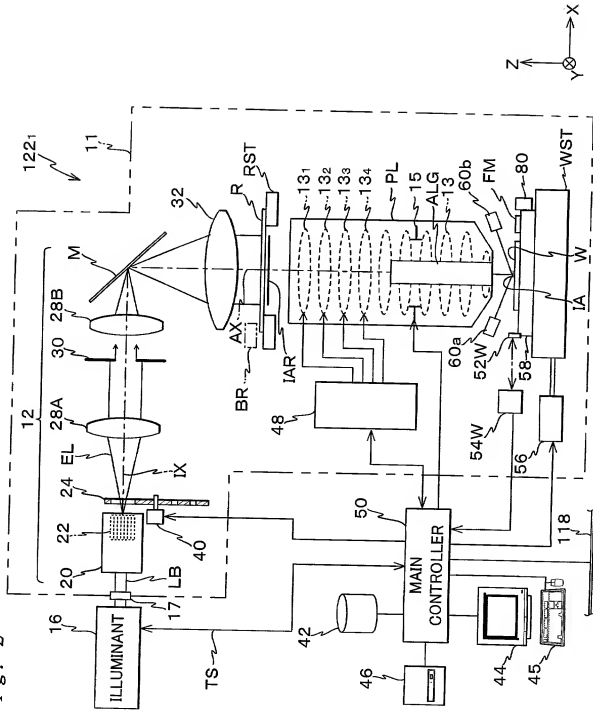 Fig. 2
122₁
11
12
M
32
R
RST
28B
30
28A
EL
IX
24
22
20
LB
17
16
ILLUMINANT
40
TS
AX
BR
IAR
13₁
13₂
13₃
13₄
PL
15
ALG
13
48
60b
FM
80
60a
52W
58
IA
W
WST
54W
56
50
MAIN
CONTROLLER
42
46
44
45
118
Z
X
Y